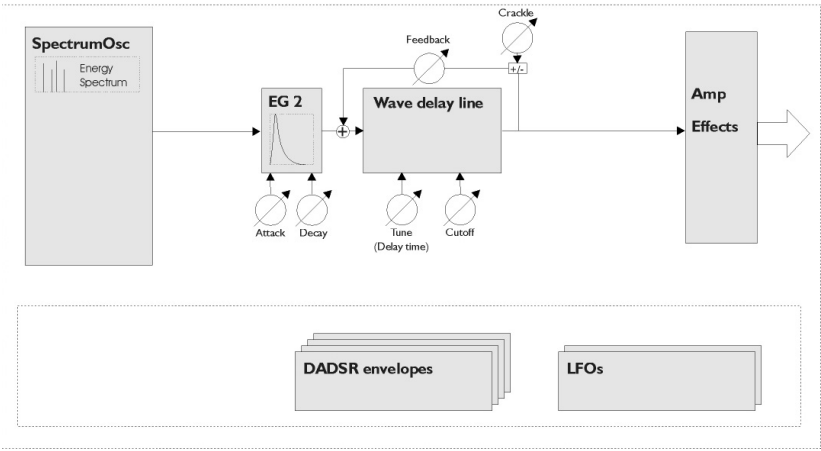 Crackle
SpectrumOsc
Feedback
Energy
Spectrum
+/-
EG 2
Wave delay line
Amp
Effects
+
Attack
Decay
Tune
(Delay time)
Cutoff
DADSR envelopes
LFOs